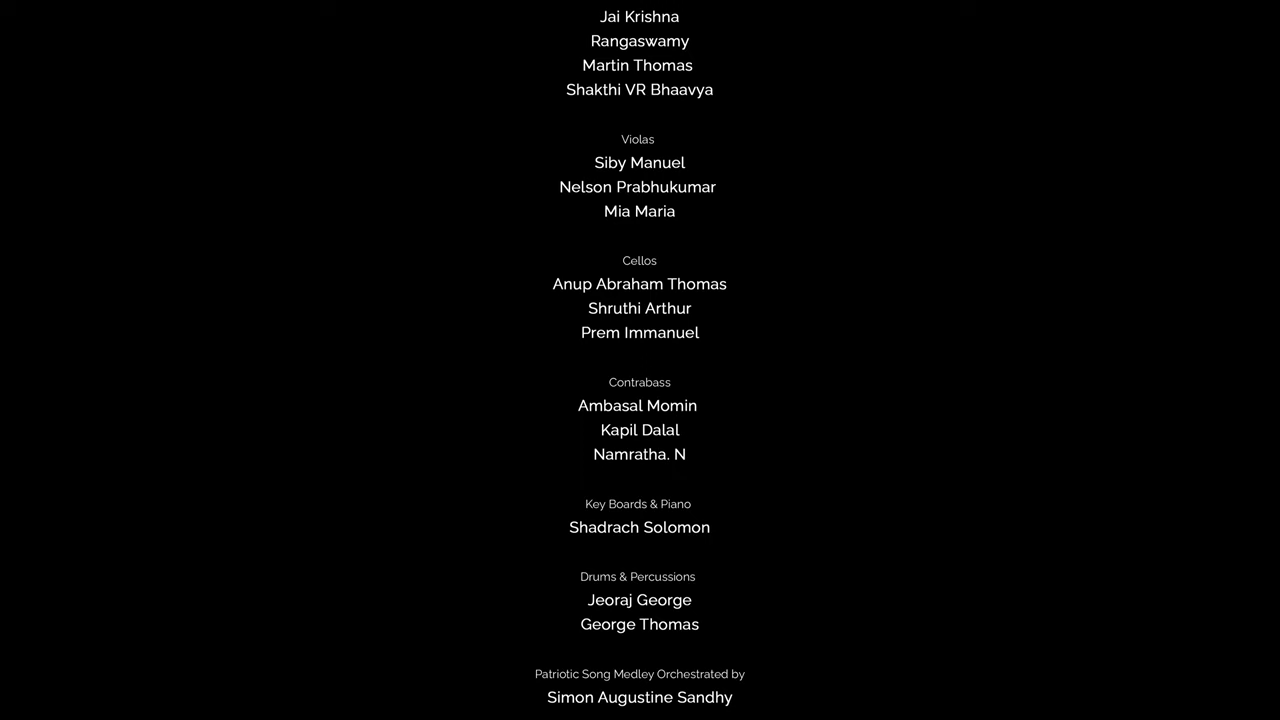 Jai Krishna
Rangaswamy
Martin Thomas
Shakthi VR Bhaavya
Violas
Siby Manuel
Nelson Prabhukumar
Mia Maria
Cellos
Anup Abraham Thomas
Shruthi Arthur
Prem Immanuel
Contrabass
Ambasal Momin
Kapil Dalal
Namratha. N
Key Boards & Piano
Shadrach Solomon
Drums & Percussions
Jeoraj George
George Thomas
Patriotic Song Medley Orchestrated by
Simon Augustine Sandhy